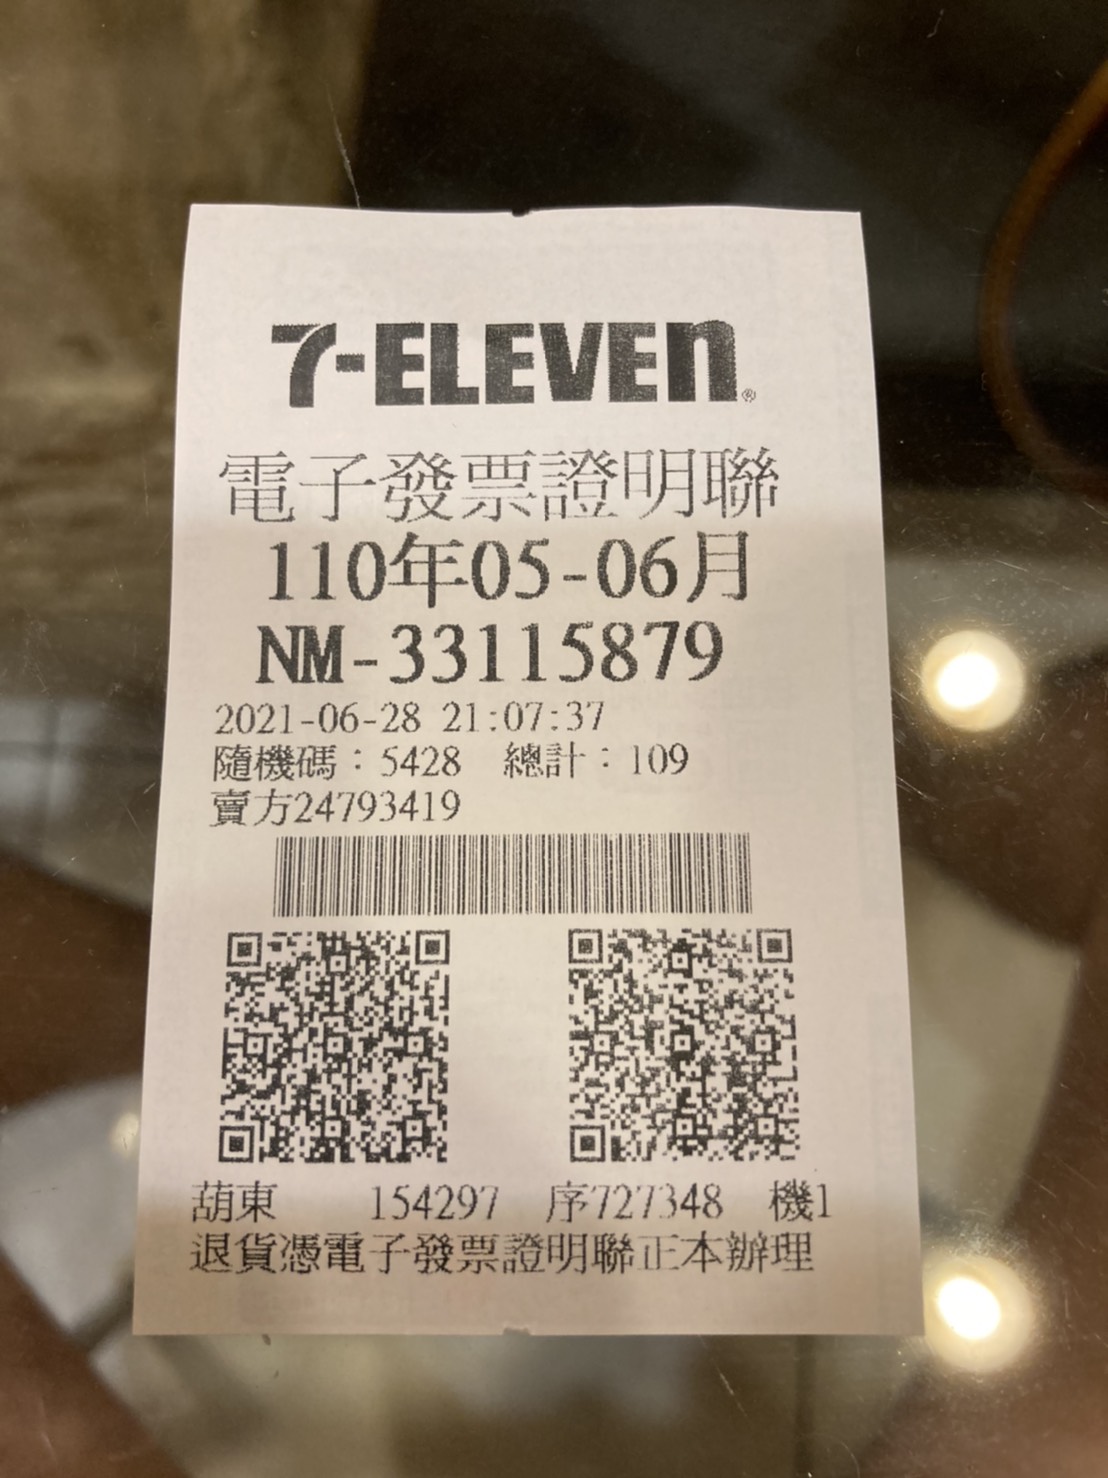 7-ELEVEN®
電子發票證明聯
110年05-06月
NM-33115879
2021-06-28 21:07:37
隨機碼：5428 總計：109
賣方24793419
葫東 154297 序727348 機1
退貨憑電子發票證明聯正本辦理